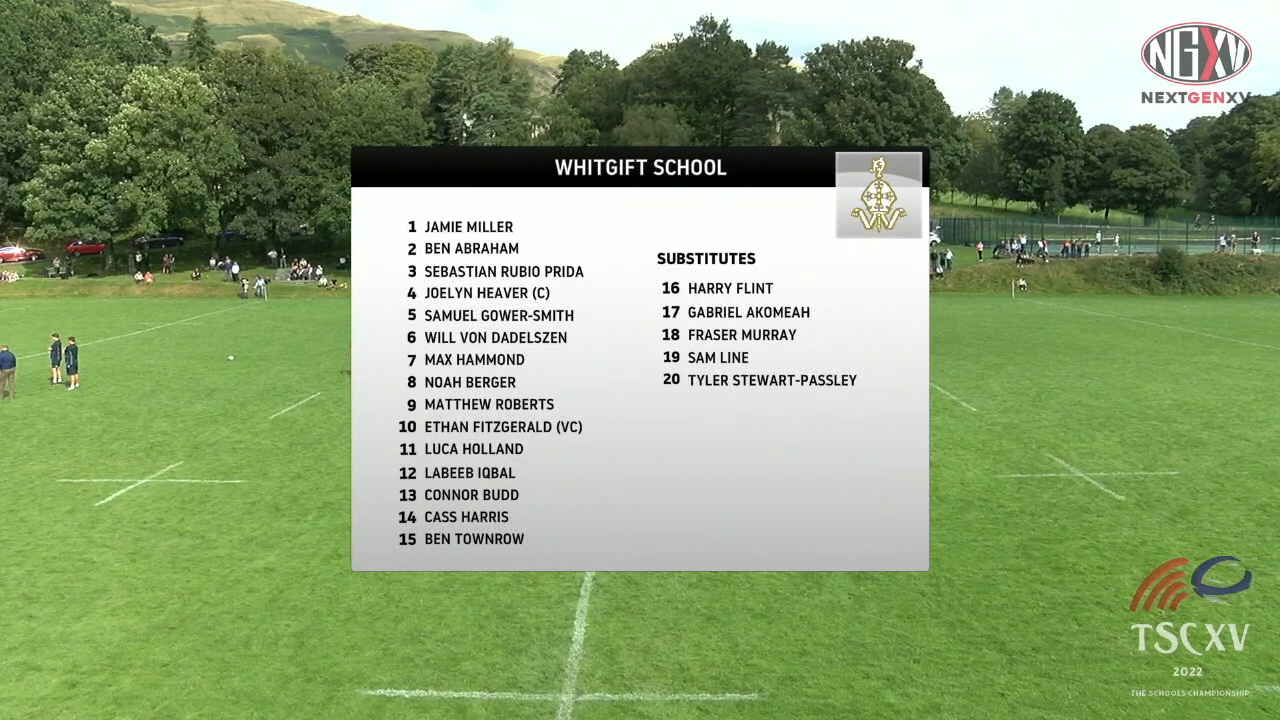 NGXV
NEXTGENXV
WHITGIFT SCHOOL
1 JAMIE MILLER
2 BEN ABRAHAM
3 SEBASTIAN RUBIO PRIDA
4 JOELYN HEAVER (C)
5 SAMUEL GOWER-SMITH
6 WILL VON DADELSZEN
7 MAX HAMMOND
8 NOAH BERGER
9 MATTHEW ROBERTS
10 ETHAN FITZGERALD (VC)
11 LUCA HOLLAND
12 LABEEB IQBAL
13 CONNOR BUDD
14 CASS HARRIS
15 BEN TOWNROW
SUBSTITUTES
16 HARRY FLINT
17 GABRIEL AKOMEAH
18 FRASER MURRAY
19 SAM LINE
20 TYLER STEWART-PASSLEY
TSCXV
2022
THE SCHOOLS CHAMPIONSHIP